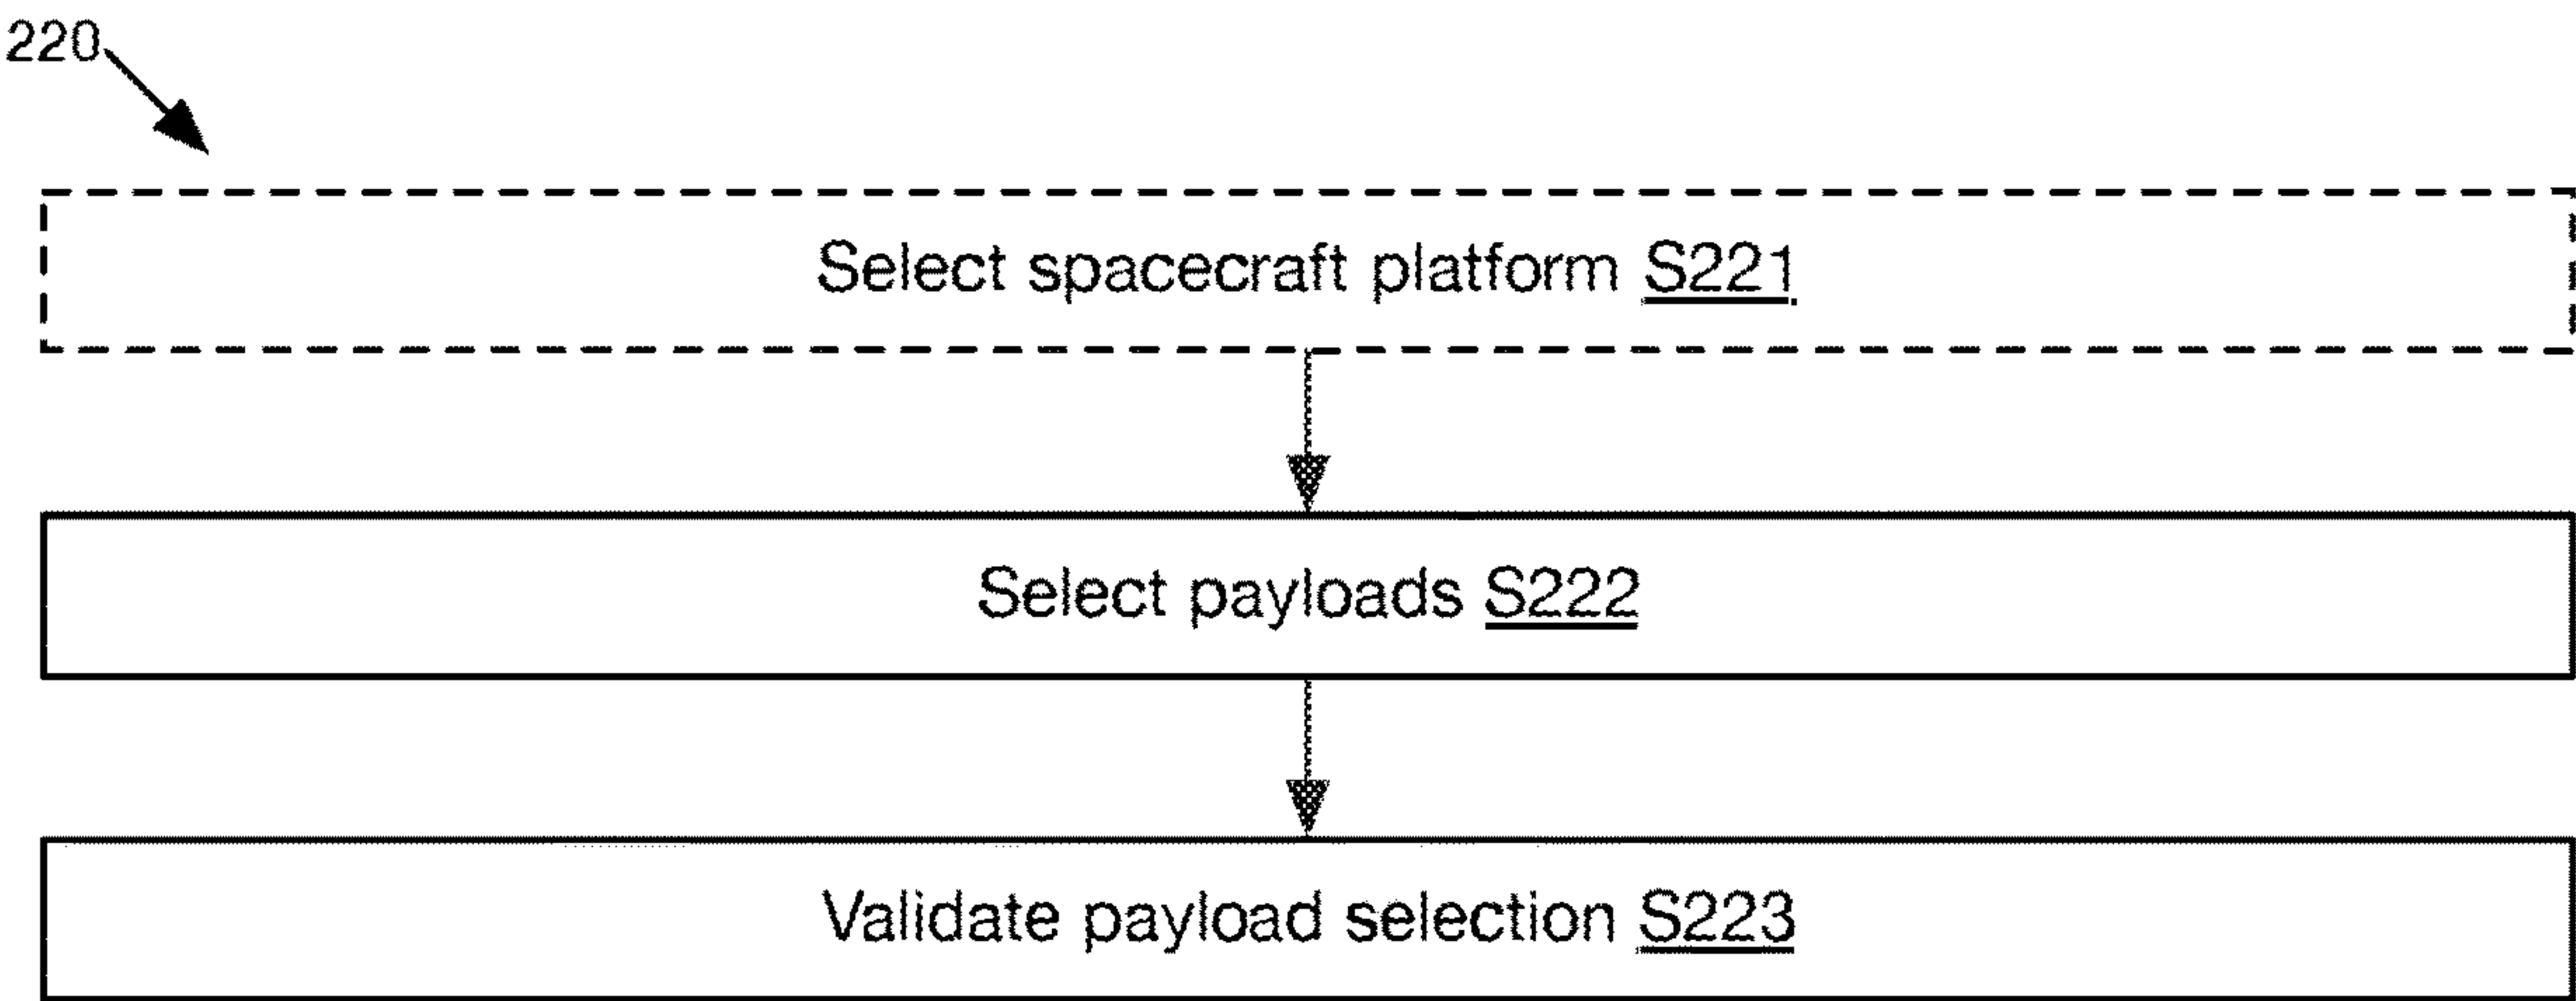 220
Select spacecraft platform S221
Select payloads S222
Validate payload selection S223